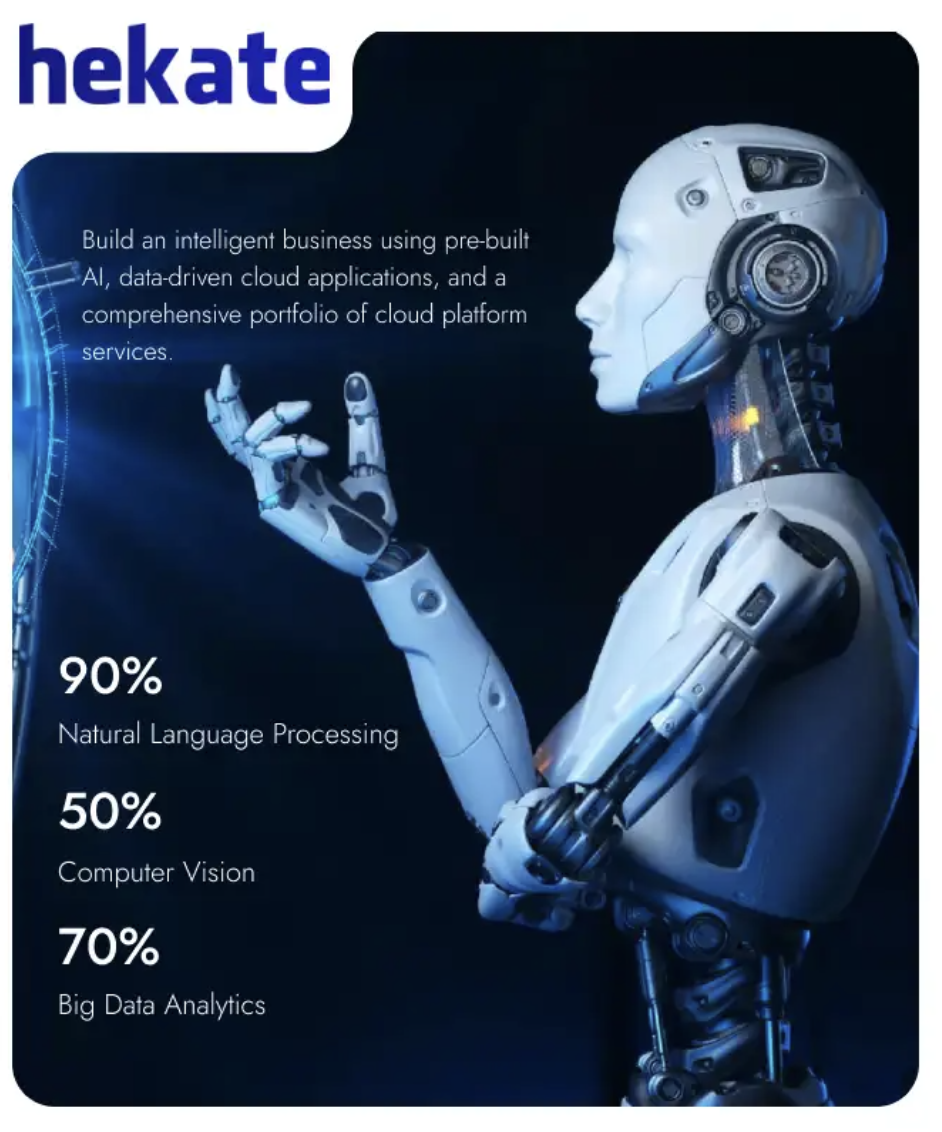 hekate
Build an intelligent business using pre-built
AI, data-driven cloud applications, and a
comprehensive portfolio of cloud platform
services.
90%
Natural Language Processing
50%
Computer Vision
70%
Big Data Analytics